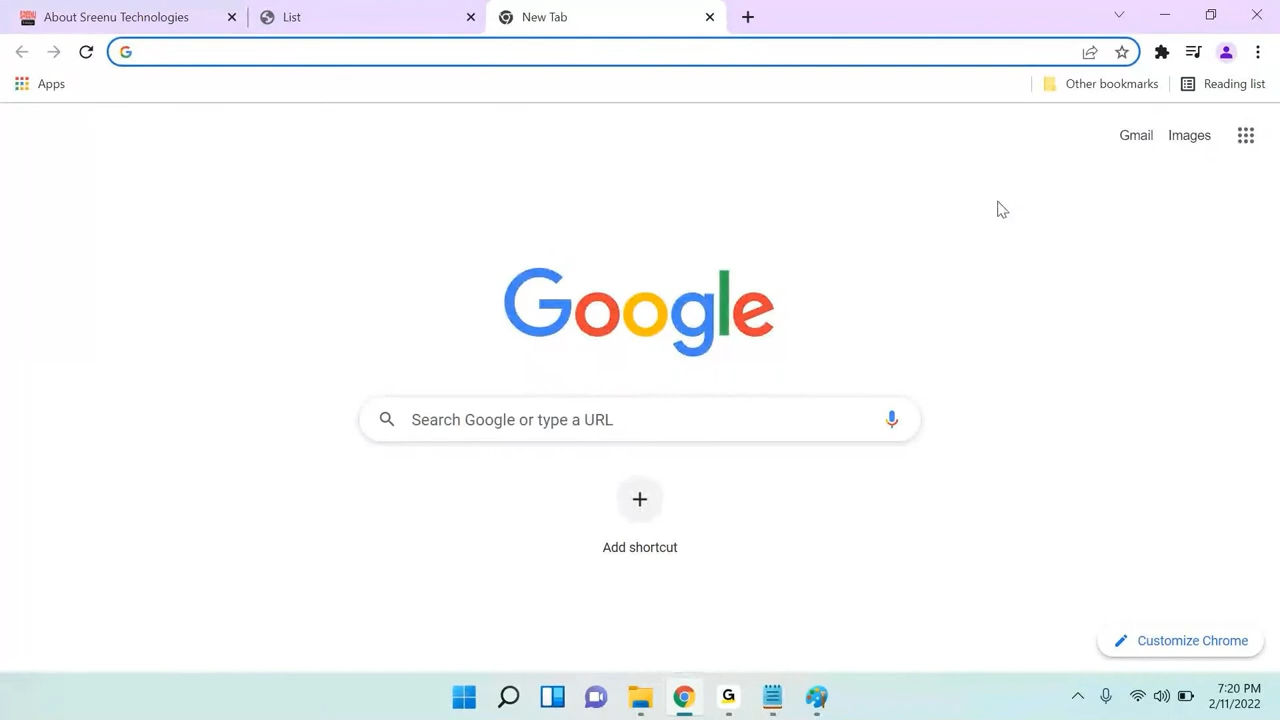 About Sreenu Technologies
List
New Tab
Apps
Other bookmarks
Reading list
Gmail
Images
Google
Search Google or type a URL
Add shortcut
Customize Chrome
7:20 PM
2/11/2022